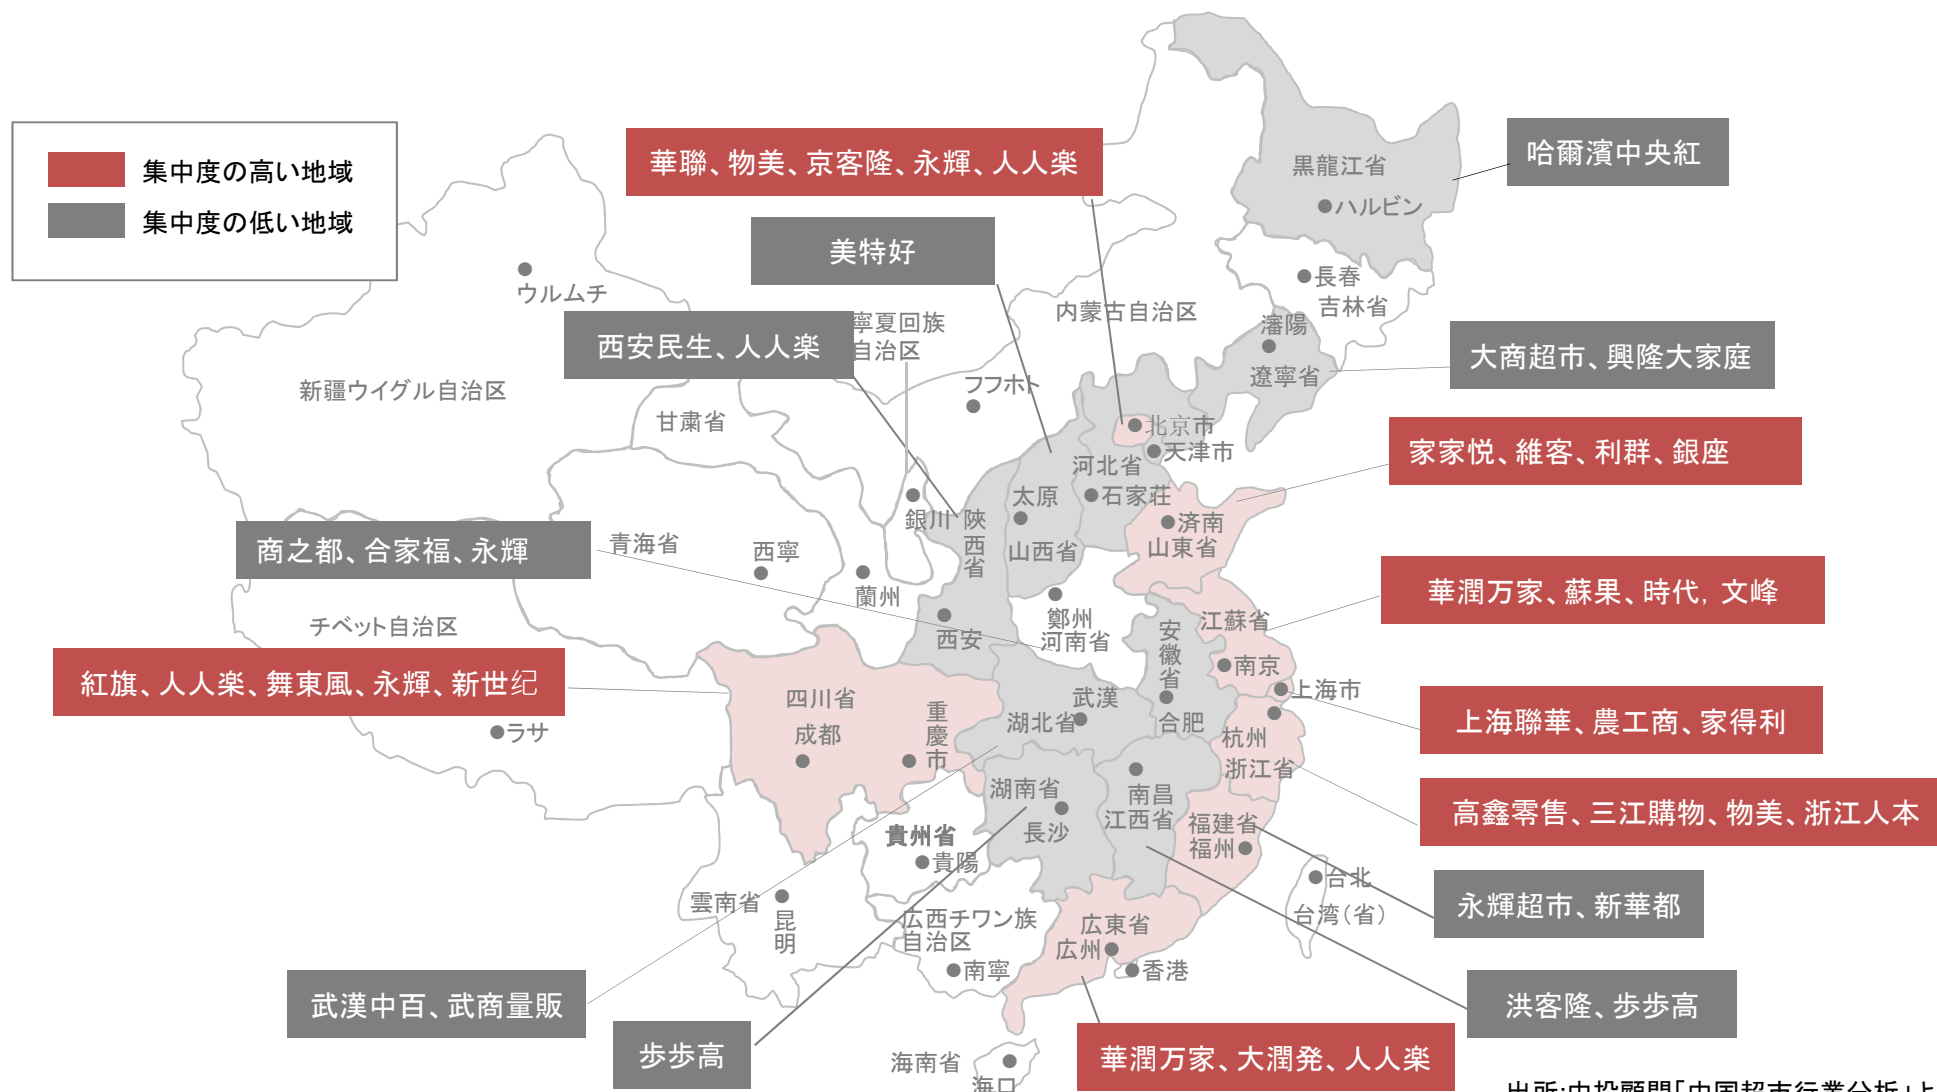 集中度の高い地域
集中度の低い地域
華聯、物美、京客隆、永輝、人人楽
哈爾濱中央紅
黒龍江省
ハルビン
美特好
長春
吉林省
ウルムチ
内蒙古自治区
瀋陽
寧夏回族
自治区
西安民生、人人楽
大商超市、興隆大家庭
遼寧省
新疆ウイグル自治区
フフホト
甘粛省
北京市
天津市
家家悦、維客、利群、銀座
河北省
太原
石家荘
銀川
陜西省
済南
山東省
山西省
商之都、合家福、永輝
青海省
西寧
蘭州
鄭州
河南省
華潤万家、蘇果、時代, 文峰
江蘇省
安徽省
チベット自治区
西安
南京
紅旗、人人楽、舞東風、永輝、新世纪
四川省
成都
重慶市
武漢
湖北省
合肥
上海市
上海聯華、農工商、家得利
ラサ
杭州
浙江省
湖南省
長沙
南昌
江西省
高鑫零售、三江購物、物美、浙江人本
福建省
福州
貴州省
貴陽
台北
台湾(省)
永輝超市、新華都
雲南省
昆明
広西チワン族
自治区
南寧
広東省
広州
香港
武漢中百、武商量販
洪客隆、歩歩高
歩歩高
華潤万家、大潤発、人人楽
海南省
海口